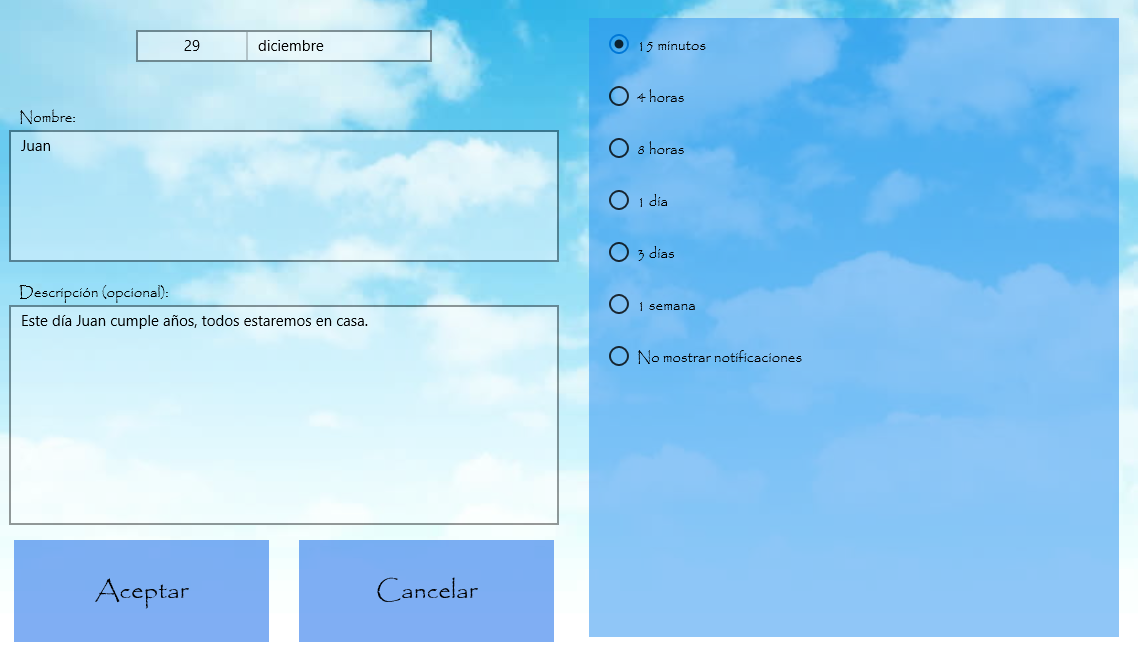 29 diciembre
Nombre:
Juan
Descripción (opcional):
Este día Juan cumple años, todos estaremos en casa.
Aceptar Cancelar
15 minutos
4 horas
8 horas
1 día
3 días
1 semana
No mostrar notificaciones